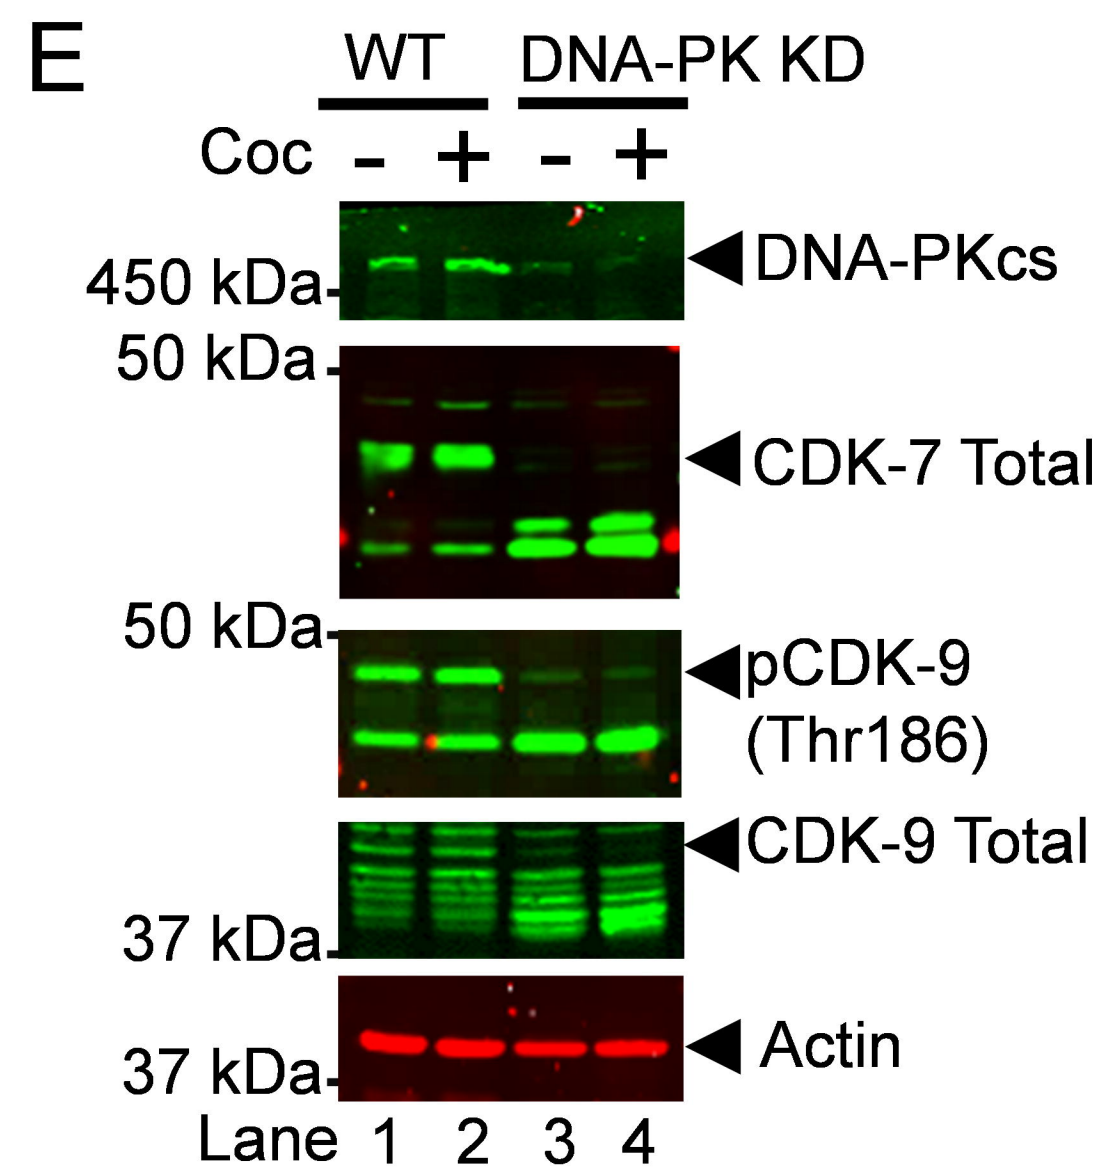 E
WT DNA-PK KD
Coc - + - +
450 kDa DNA-PKcs
50 kDa
CDK-7 Total
50 kDa
pCDK-9
(Thr186)
CDK-9 Total
37 kDa
Actin
37 kDa
Lane 1 2 3 4